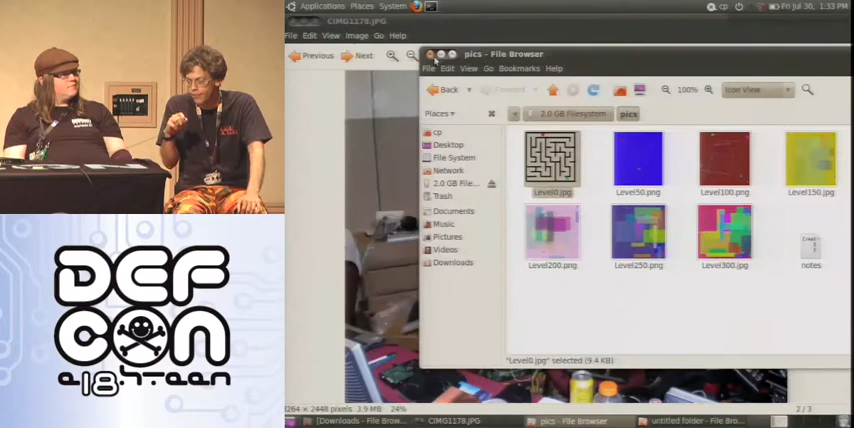 Applications Places System
cp
Fri Jul 30, 1:33 PM
CIMG1178.JPG
File Edit View Image Go Help
Previous Next
pics - File Browser
File Edit View Go Bookmarks Help
Back Forward 100% Icon View
Places
2.0 GB Filesystem pics
cp
Desktop
File System
Network
2.0 GB File...
Trash
Documents
Music
Pictures
Videos
Downloads
Level0.jpg Level50.png Level100.png Level150.jpg
Level200.png Level250.png Level300.jpg notes
"Level0.jpg" selected (9.4 KB)
3264 × 2448 pixels 3.9 MB 24% 2 / 3
[Downloads - File Brow... CIMG1178.JPG pics - File Browser untitled folder - File Bro...
DEF
CON
e18hteen